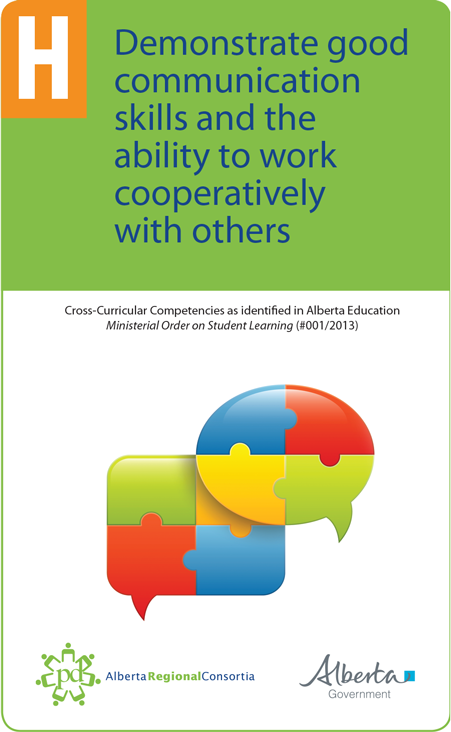 H
Demonstrate good
communication
skills and the
ability to work
cooperatively
with others
Cross-Curricular Competencies as identified in Alberta Education
Ministerial Order on Student Learning (#001/2013)
pd
AlbertaRegionalConsortia
Alberta
Government